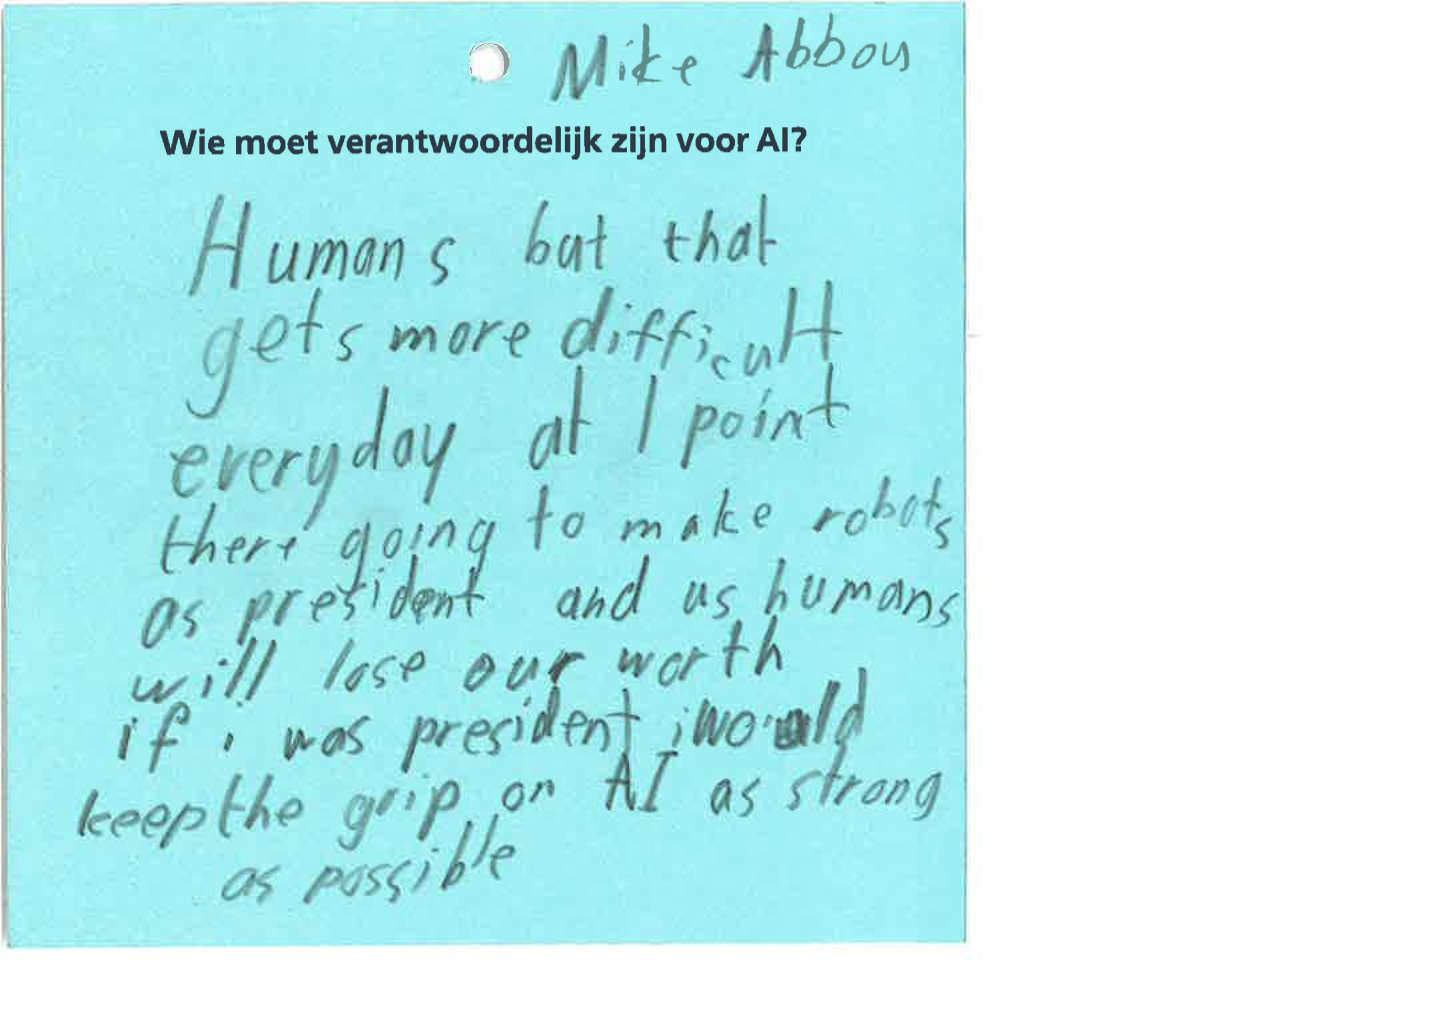 Mike Abbou
Wie moet verantwoordelijk zijn voor AI?
Humans but that
gets more difficult
everyday at 1 point
there going to make robots
as president and us humans
will lose our worth
if i was president i would
keep the grip on AI as strong
as possible